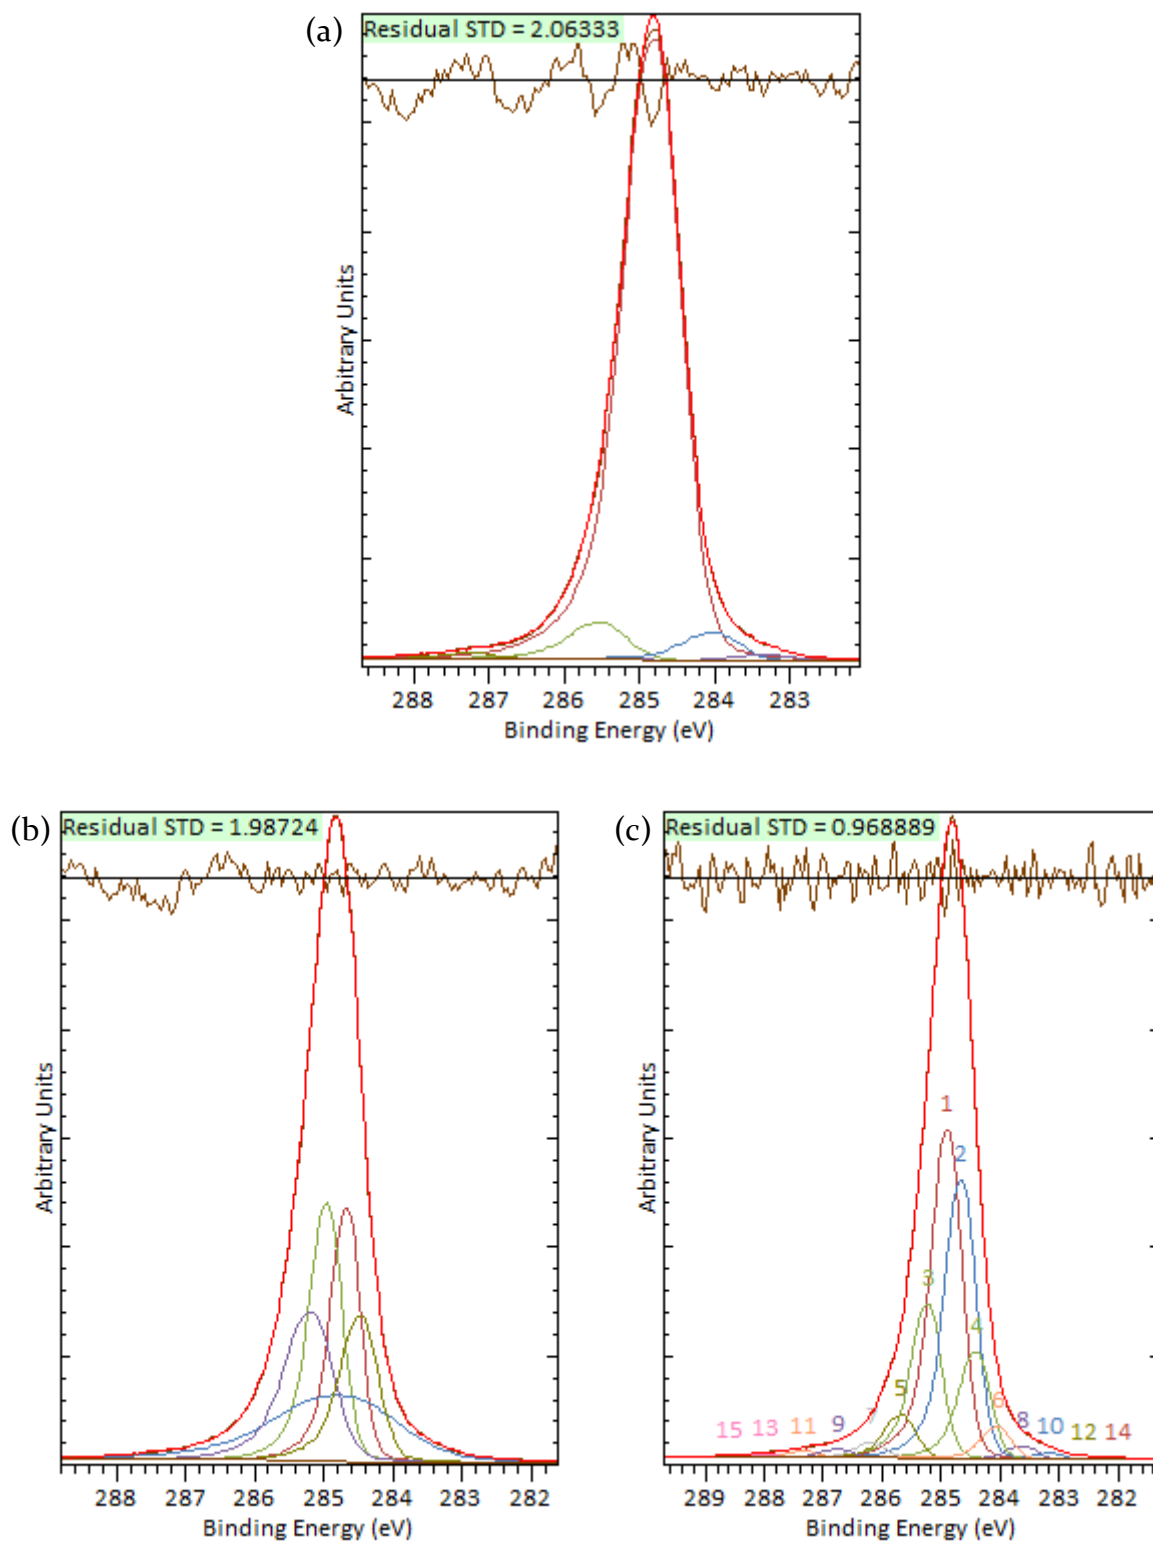 (a)
Residual STD = 2.06333
Arbitrary Units
288 287 286 285 284 283
Binding Energy (eV)
(b)
Residual STD = 1.98724
Arbitrary Units
288 287 286 285 284 283 282
Binding Energy (eV)
(c)
Residual STD = 0.968889
Arbitrary Units
1
2
3
4
5
6
7
8
9
10
11
12
13
14
15
289 288 287 286 285 284 283 282
Binding Energy (eV)